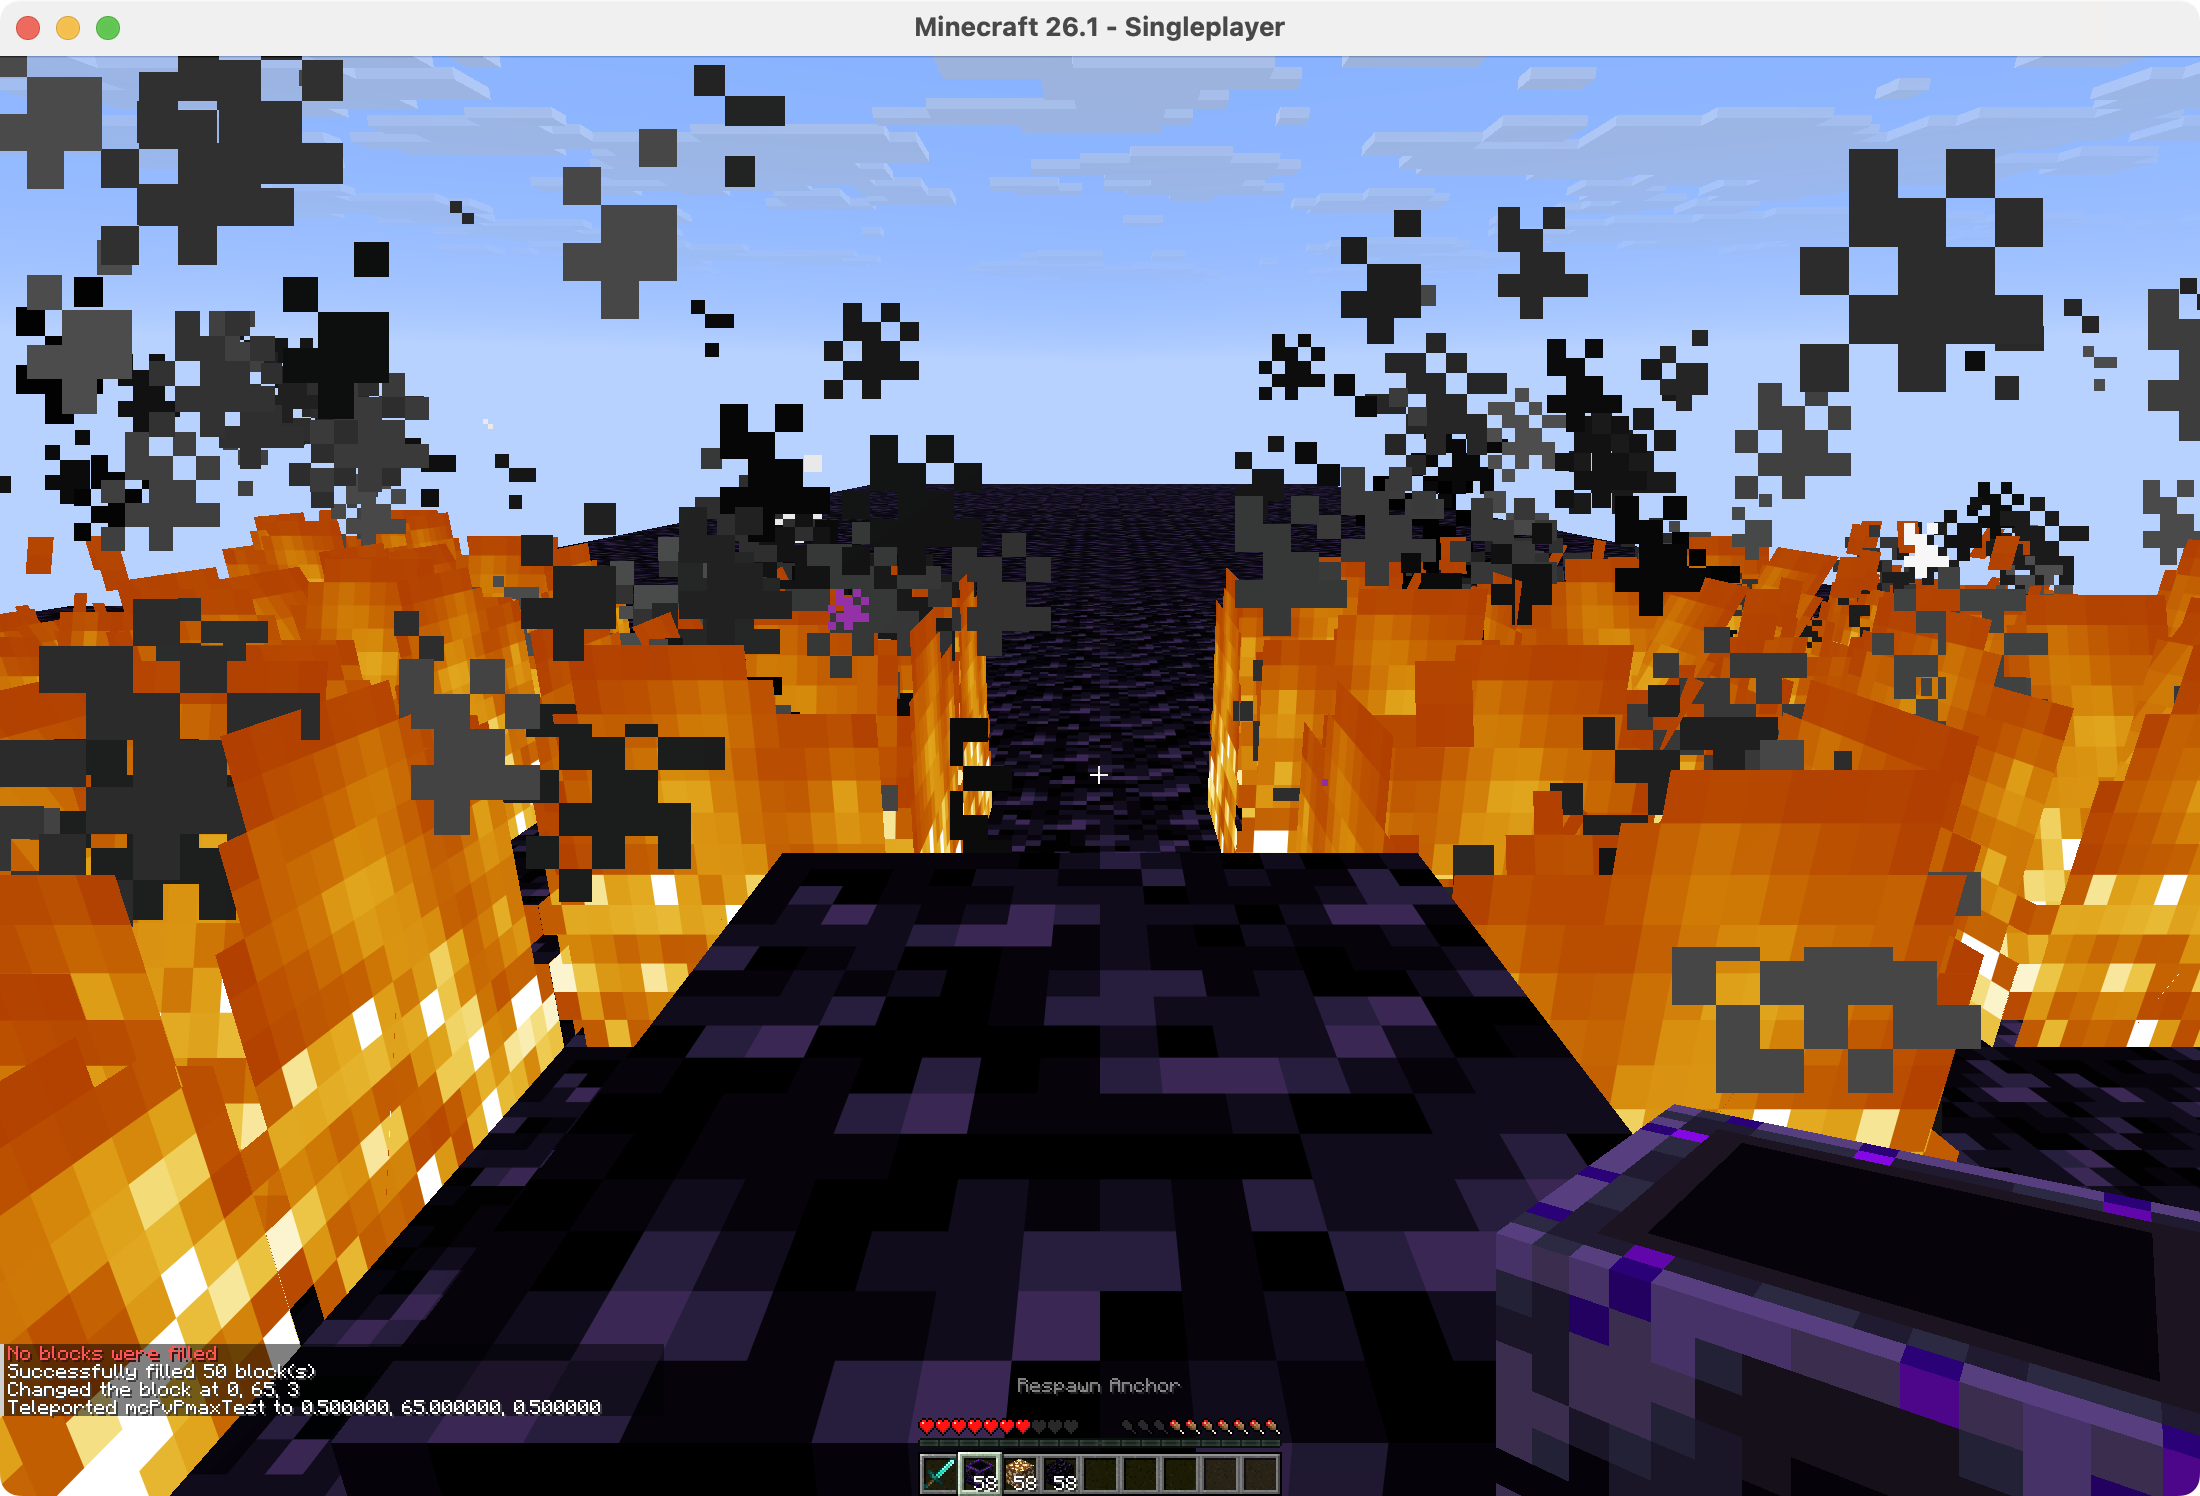 Minecraft 26.1 - Singleplayer
No blocks were filled
Successfully filled 50 block(s)
Changed the block at 0, 65, 3
Teleported mcPvPmaxTest to 0.500000, 65.000000, 0.500000
Respawn Anchor
58 58 58